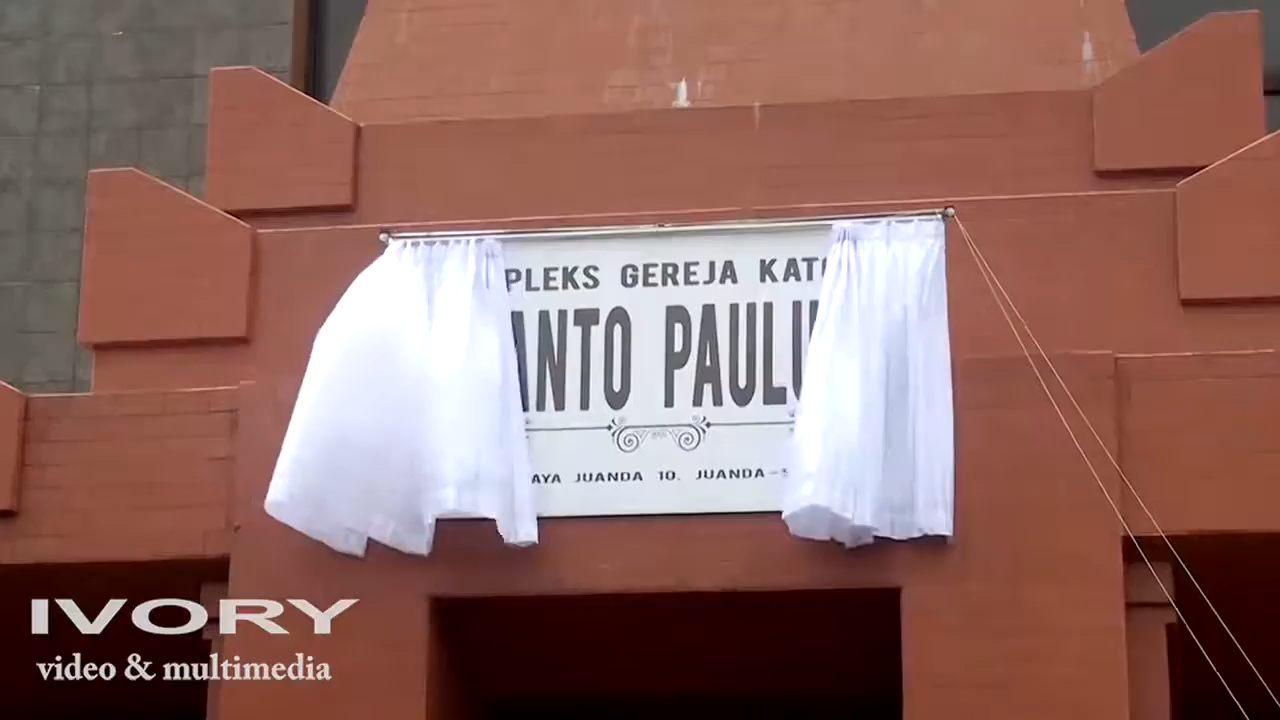 PLEKS GEREJA KATO
ANTO PAULU
AYA JUANDA 10. JUANDA-S
IVORY
video & multimedia